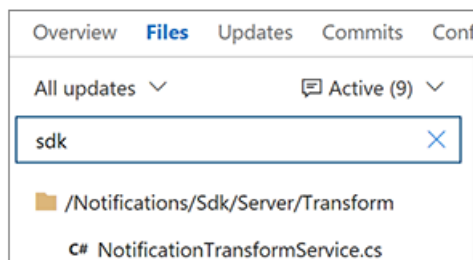 Overview Files Updates Commits Conf
All updates Active (9)
sdk
/Notifications/Sdk/Server/Transform
C# NotificationTransformService.cs